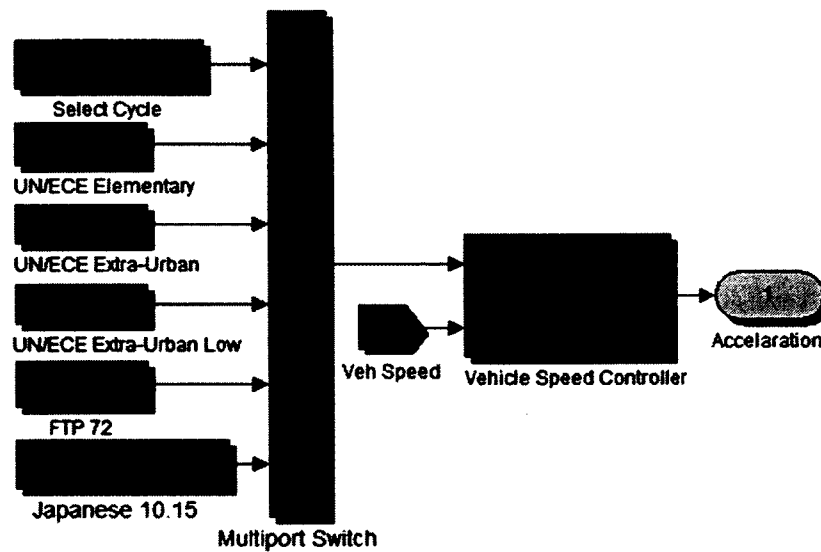 Select Cycle
UN/ECE Elementary
UN/ECE Extra-Urban
UN/ECE Extra-Urban Low
FTP 72
Japanese 10.15
Multiport Switch
Veh Speed
Vehicle Speed Controller
1
Accelaration